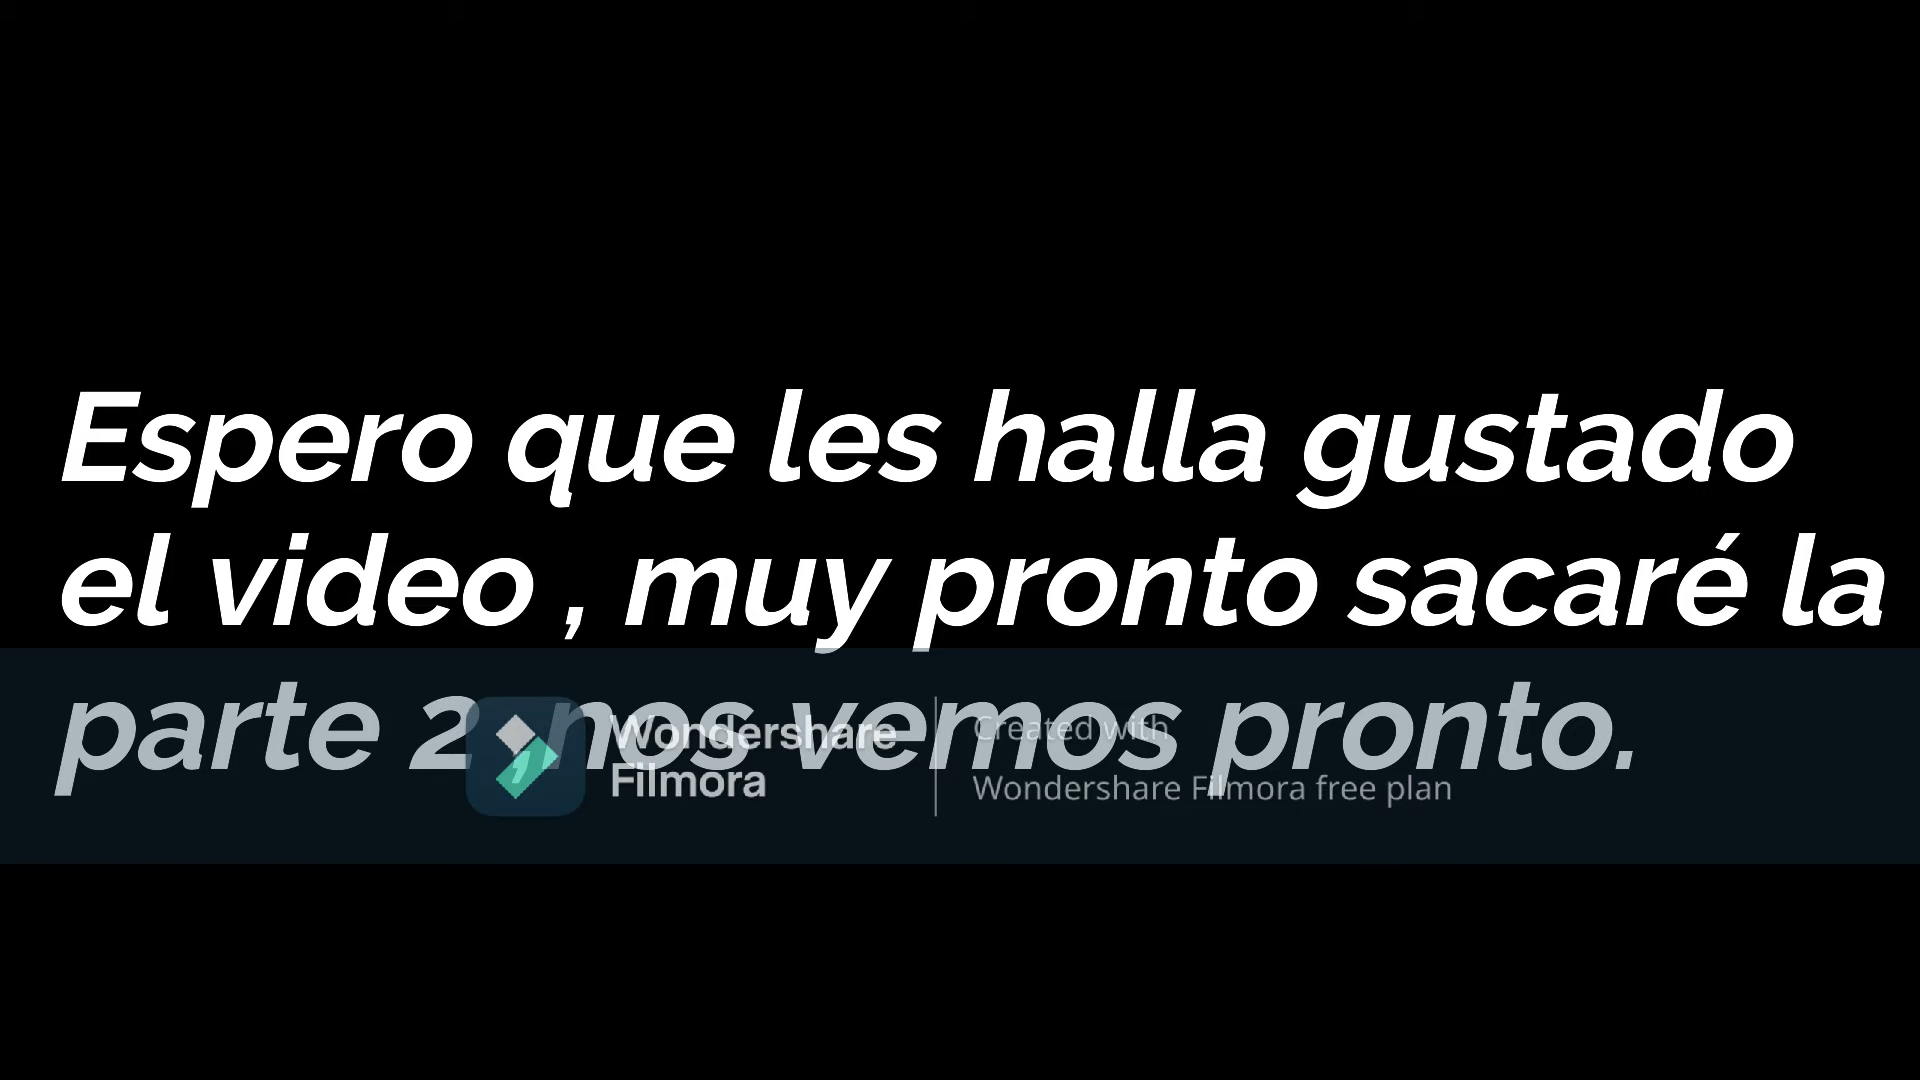 Espero que les halla gustado
el video , muy pronto sacaré la
parte 2 , nos vemos pronto.
Wondershare
Filmora
Created with
Wondershare Filmora free plan